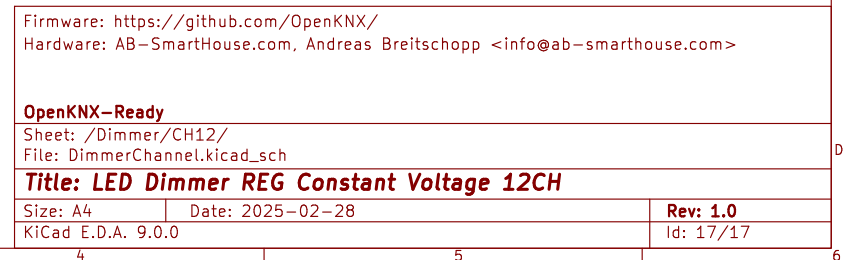 Firmware: https://github.com/OpenKNX/
Hardware: AB-SmartHouse.com, Andreas Breitschopp <info@ab-smarthouse.com>
OpenKNX-Ready
Sheet: /Dimmer/CH12/
File: DimmerChannel.kicad_sch
D
Title: LED Dimmer REG Constant Voltage 12CH
Size: A4 Date: 2025-02-28 Rev: 1.0
KiCad E.D.A. 9.0.0 Id: 17/17
4 5 6